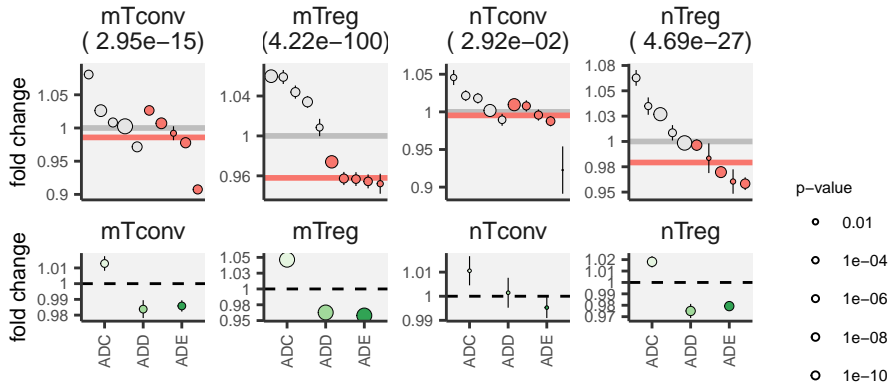 mTconv
( 2.95e−15)
mTreg
(4.22e−100)
nTconv
( 2.92e−02)
nTreg
( 4.69e−27)
fold change
1.05
1
0.95
0.9
1.04
1
0.96
1.05
1
0.95
0.9
1.08
1.05
1.03
1
0.98
0.95
mTconv
mTreg
nTconv
nTreg
fold change
1.01
1
0.99
0.98
1.05
1.03
1
0.98
0.95
1.01
1
0.99
1.02
1.01
1
0.99
0.98
0.97
ADC
ADD
ADE
ADC
ADD
ADE
ADC
ADD
ADE
ADC
ADD
ADE
p−value
0.01
1e−04
1e−06
1e−08
1e−10